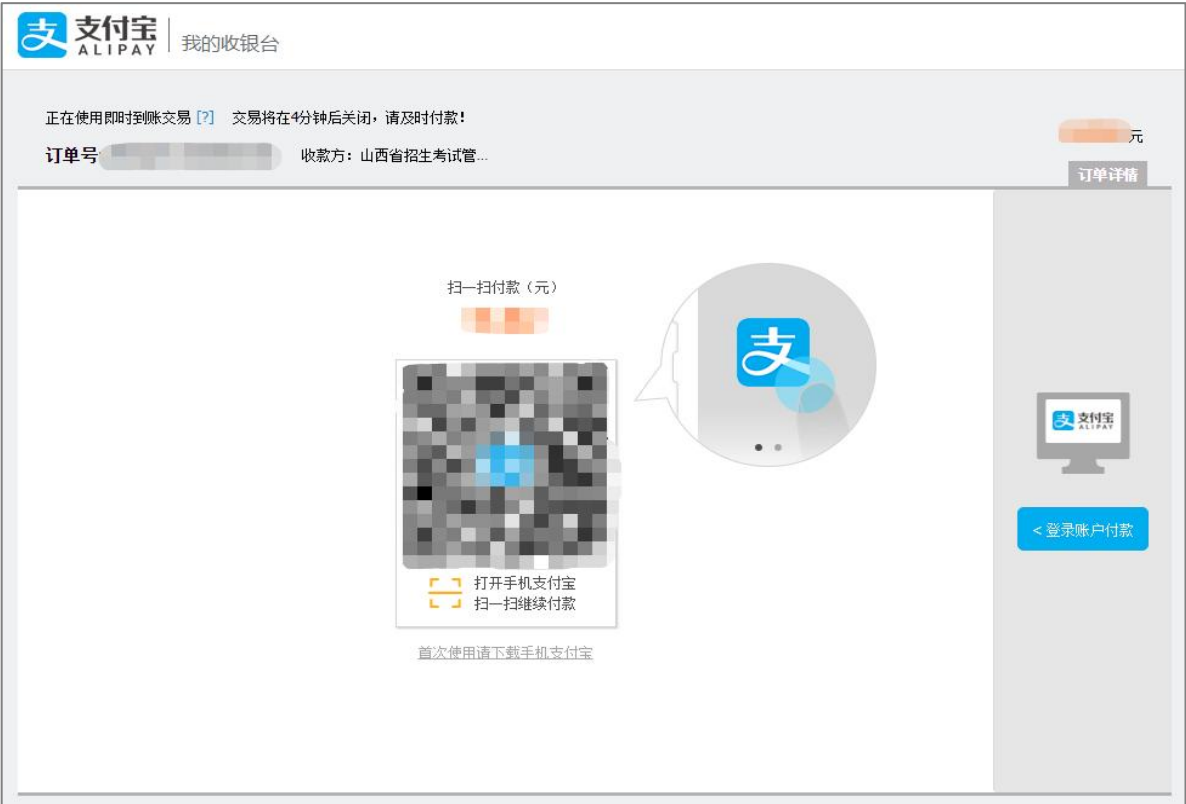 支 支付宝 ALIPAY 我的收银台
正在使用即时到账交易 [?] 交易将在4分钟后关闭，请及时付款！
元
订单号 收款方：山西省招生考试管...
订单详情
扫一扫付款（元）
支
支 支付宝 ALIPAY
< 登录账户付款
打开手机支付宝
扫一扫继续付款
首次使用请下载手机支付宝